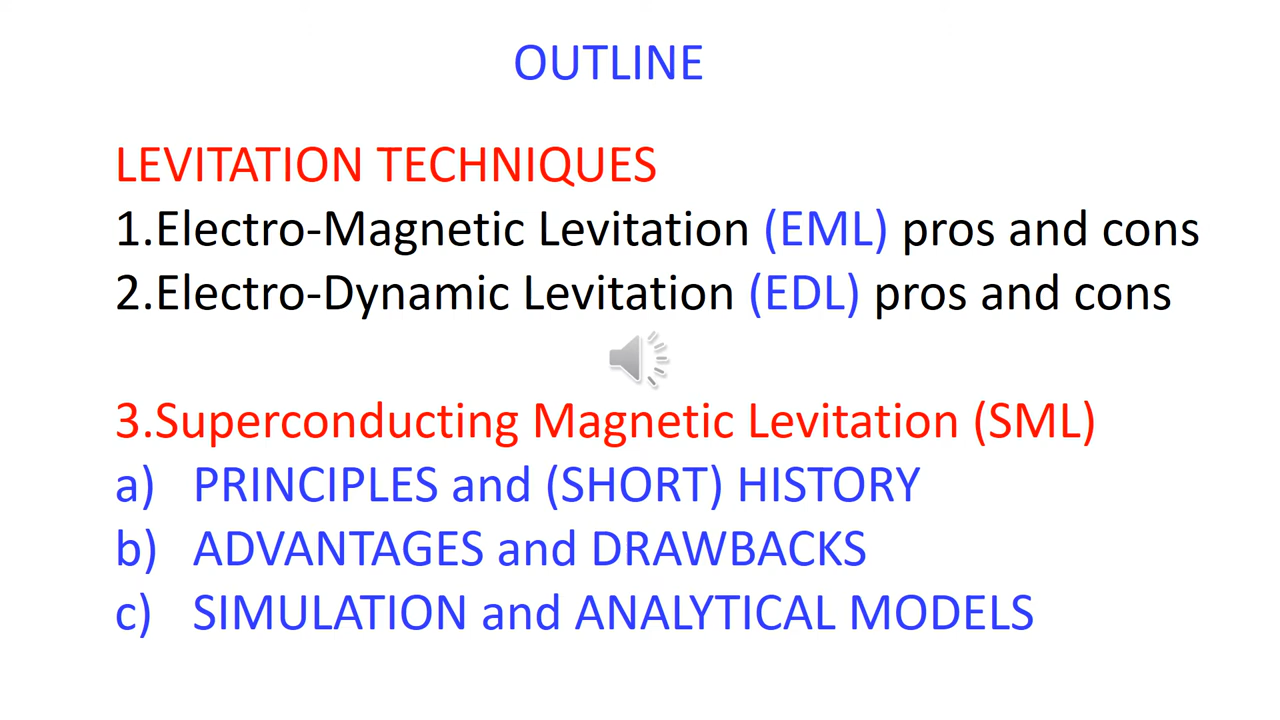 OUTLINE
LEVITATION TECHNIQUES
1.Electro-Magnetic Levitation (EML) pros and cons
2.Electro-Dynamic Levitation (EDL) pros and cons
3.Superconducting Magnetic Levitation (SML)
a) PRINCIPLES and (SHORT) HISTORY
b) ADVANTAGES and DRAWBACKS
c) SIMULATION and ANALYTICAL MODELS